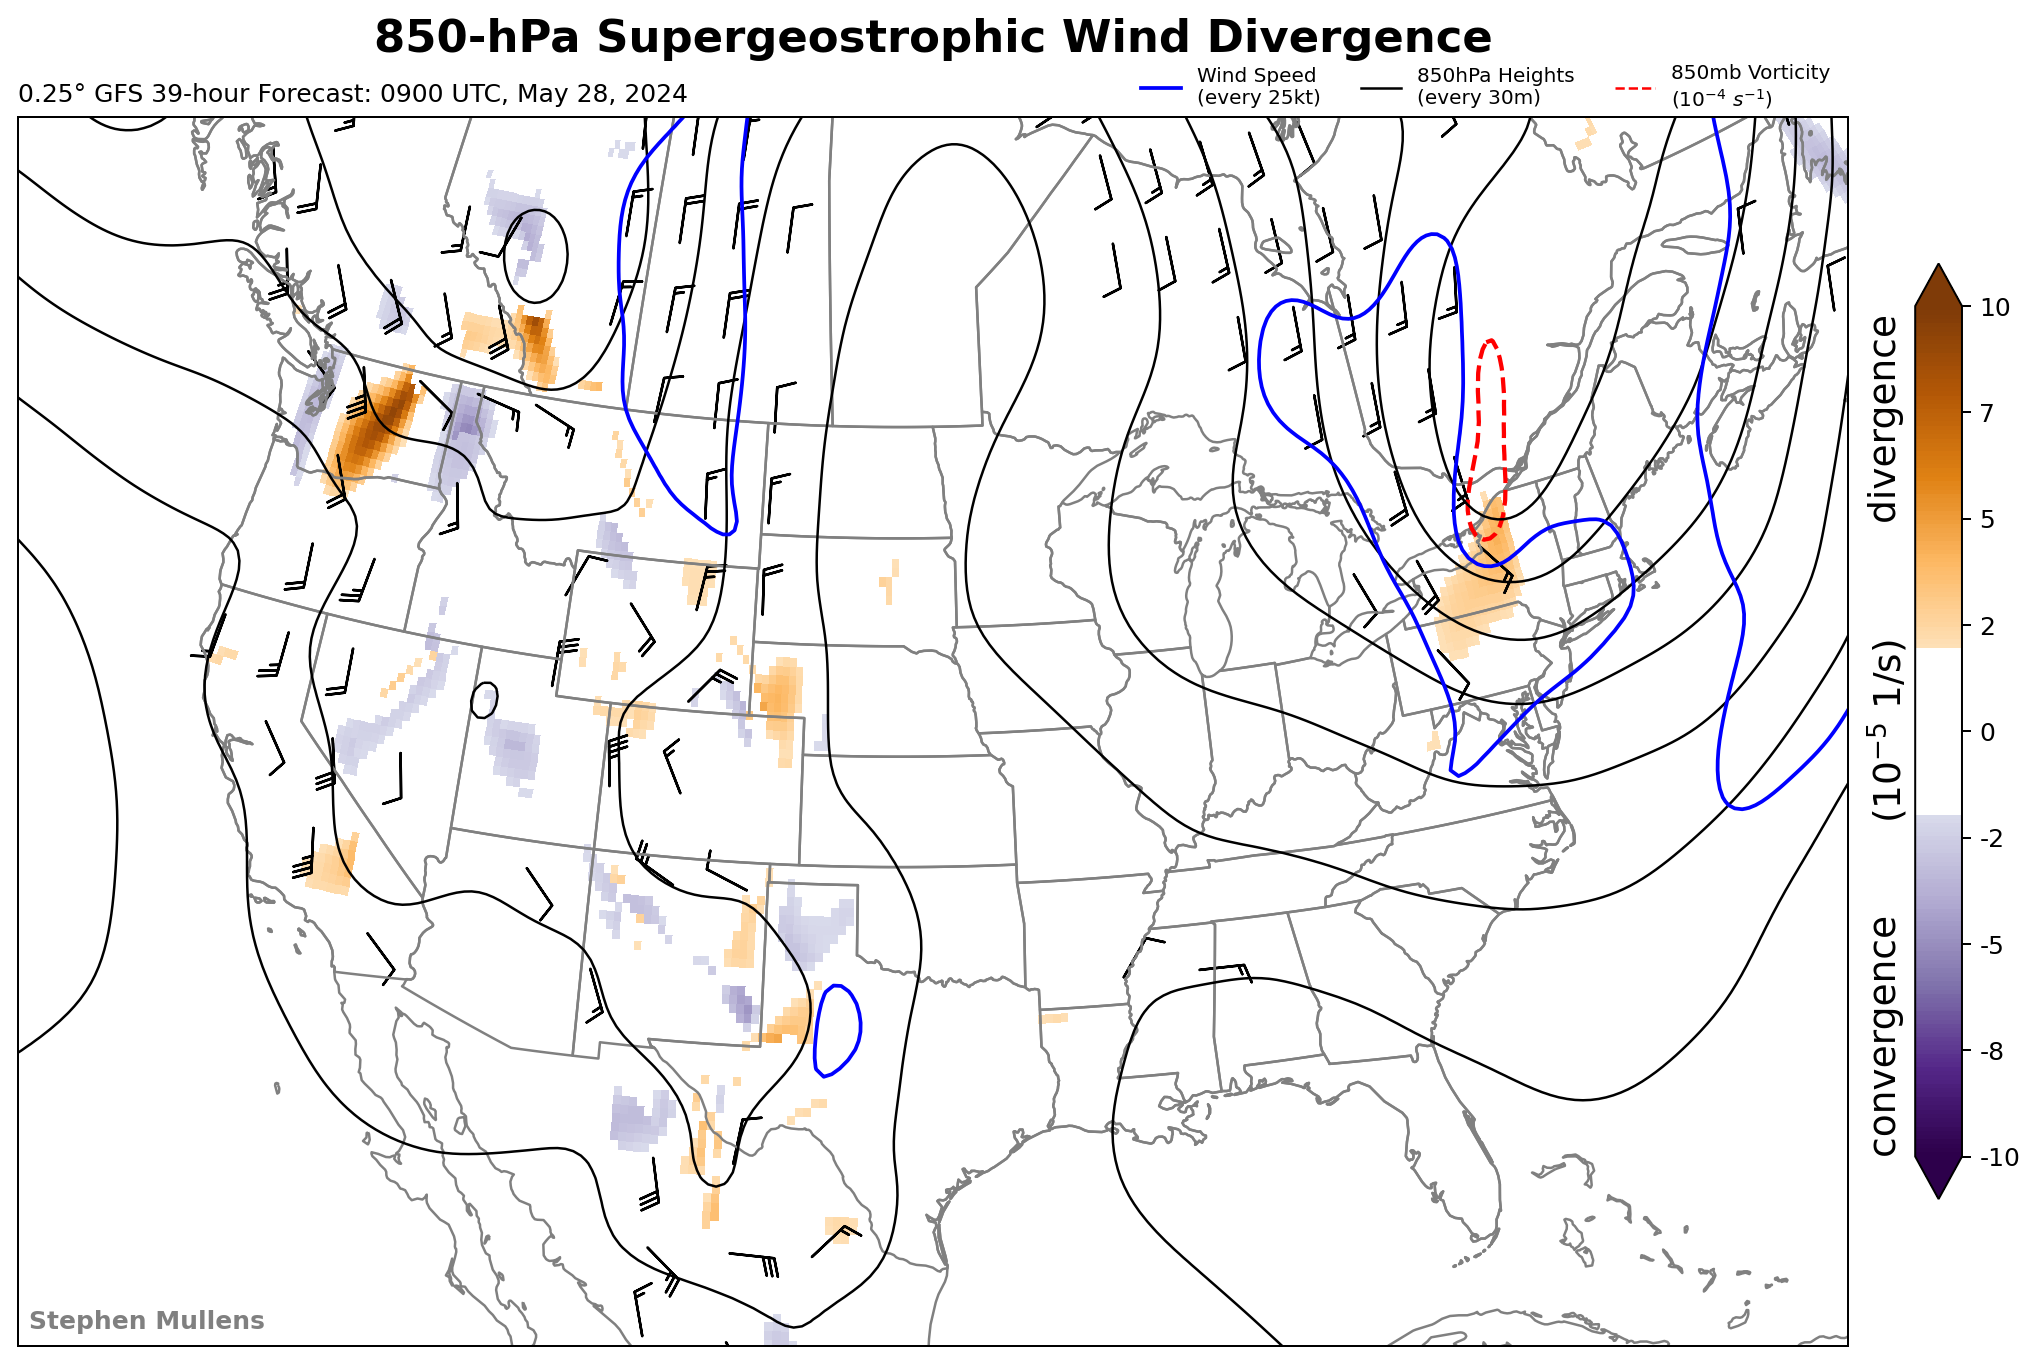 850-hPa Supergeostrophic Wind Divergence
0.25° GFS 39-hour Forecast: 0900 UTC, May 28, 2024
Wind Speed
(every 25kt)
850hPa Heights
(every 30m)
850mb Vorticity
(10⁻⁴ s⁻¹)
10
7
5
2
0
-2
-5
-8
-10
convergence (10⁻⁵ 1/s) divergence
Stephen Mullens